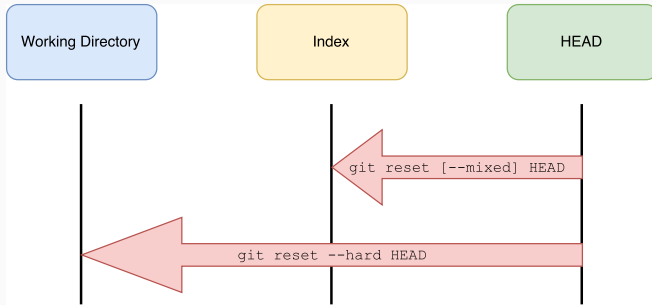 Working Directory
Index
HEAD
git reset [--mixed] HEAD
git reset --hard HEAD